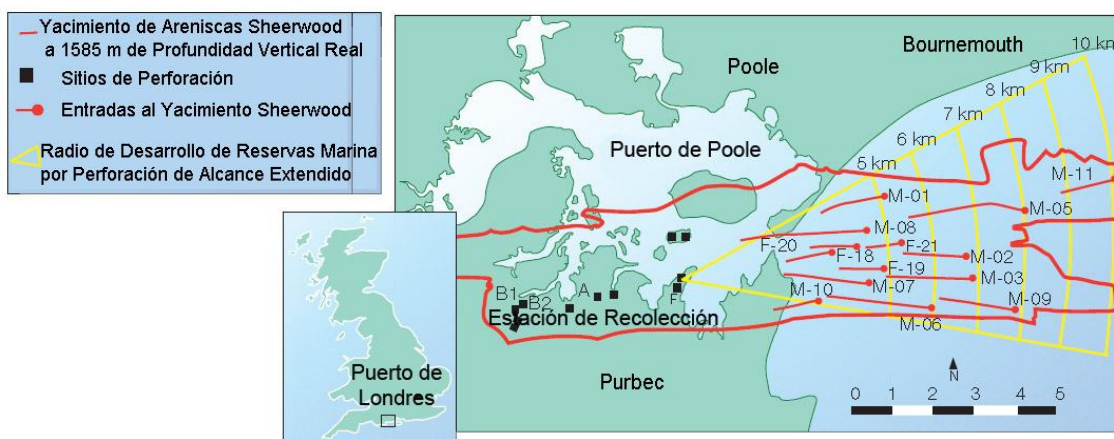 Yacimiento de Areniscas Sheerwood
a 1585 m de Profundidad Vertical Real
Sitios de Perforación
Entradas al Yacimiento Sheerwood
Radio de Desarrollo de Reservas Marina
por Perforación de Alcance Extendido
Bournemouth
Poole
Puerto de Poole
10 km
9 km
8 km
7 km
6 km
5 km
M-11
M-01
M-05
M-08
F-20
F-21
F-18
M-02
F-19
M-03
M-07
M-10
M-09
M-06
B1
B2
A
F
Estación de Recolección
Purbec
Puerto de
Londres
N
0 1 2 3 4 5